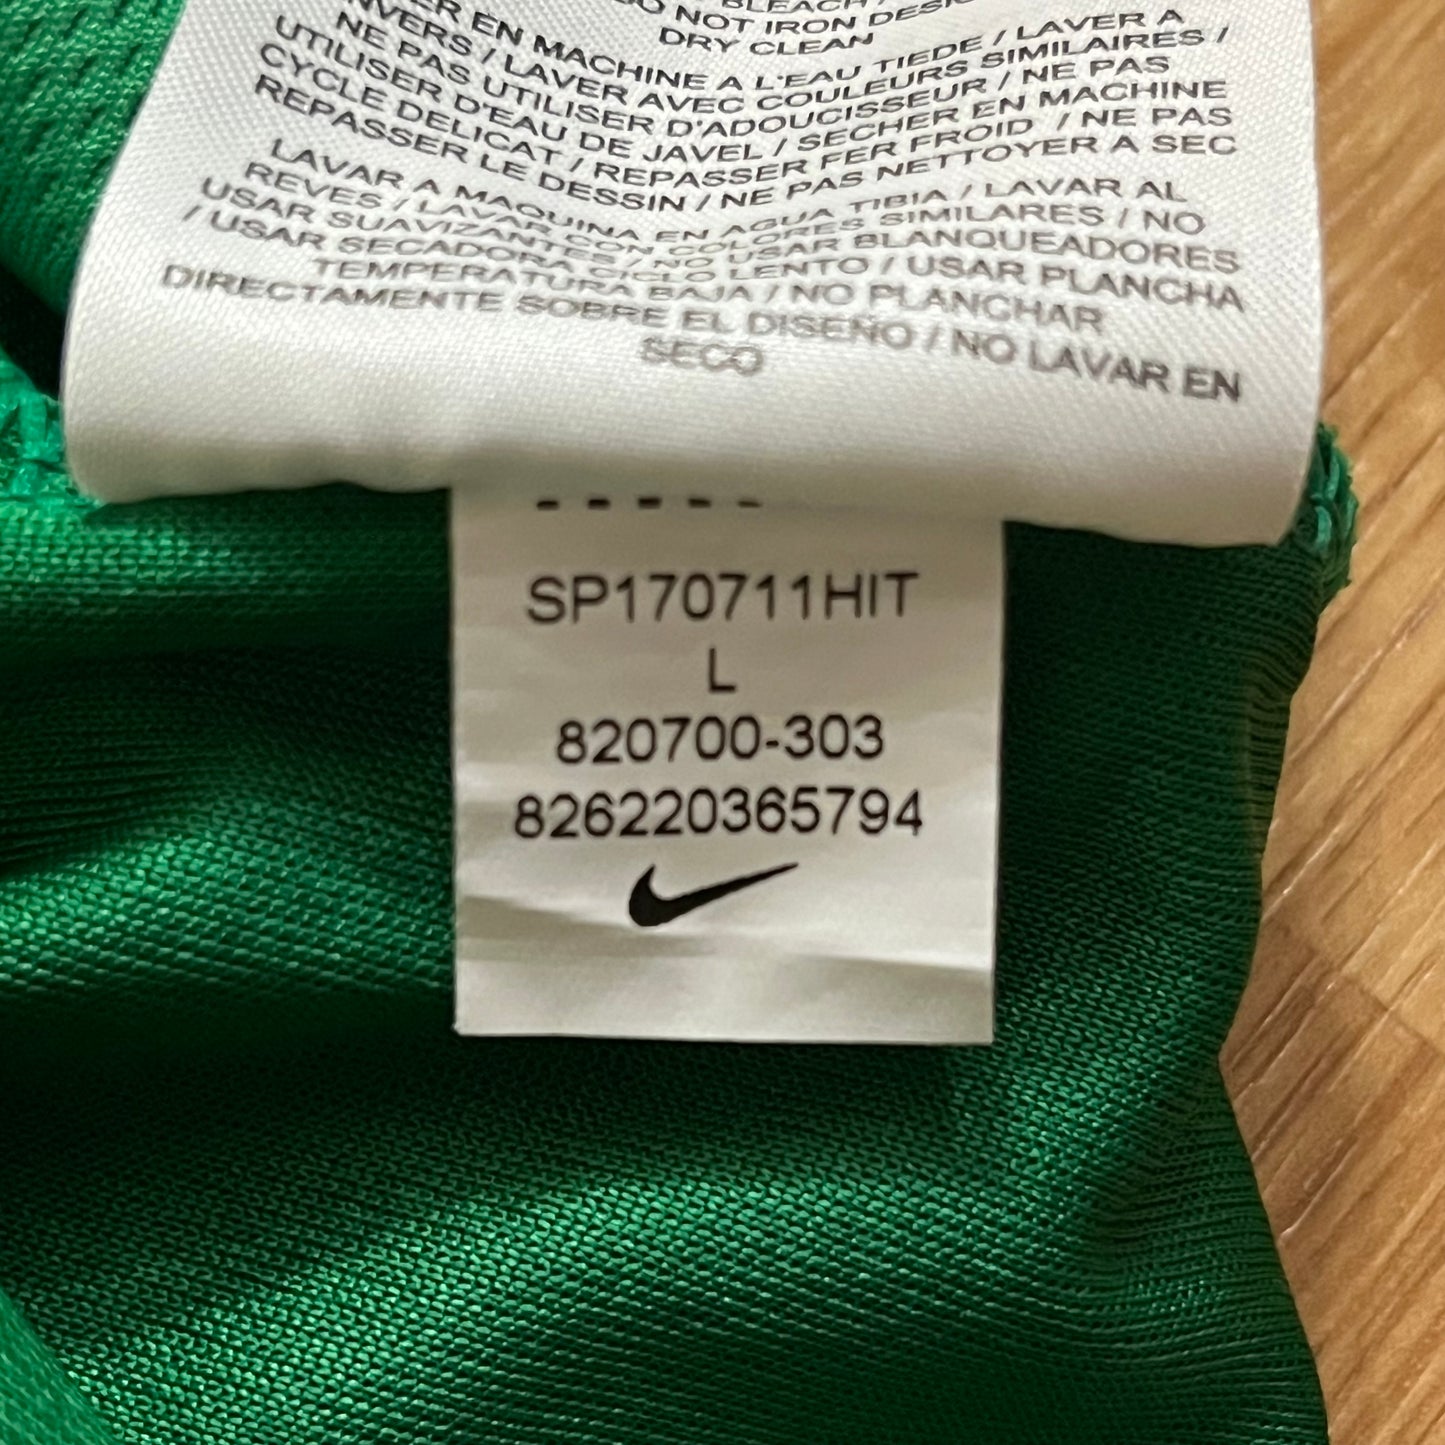 BLEACH /
DO NOT IRON
DRY CLEAN
EN MACHINE A L'EAU TIEDE / LAVER A
/ LAVER AVEC COULEURS SIMILAIRES /
NE PAS UTILISER D'ADOUCISSEUR / NE PAS
UTILISER D'EAU DE JAVEL / SECHER EN MACHINE
CYCLE DELICAT / REPASSER FER FROID / NE PAS
REPASSER LE DESSIN / NE PAS NETTOYER A SEC
LAVAR A MAQUINA EN AGUA TIBIA / LAVAR AL
REVES / LAVAR CON COLORES SIMILARES / NO
USAR SUAVIZANTES / NO USAR BLANQUEADORES
/ USAR SECADORA CICLO LENTO / USAR PLANCHA
TEMPERATURA BAJA / NO PLANCHAR
DIRECTAMENTE SOBRE EL DISEÑO / NO LAVAR EN
SECO
SP170711HIT
L
820700-303
826220365794